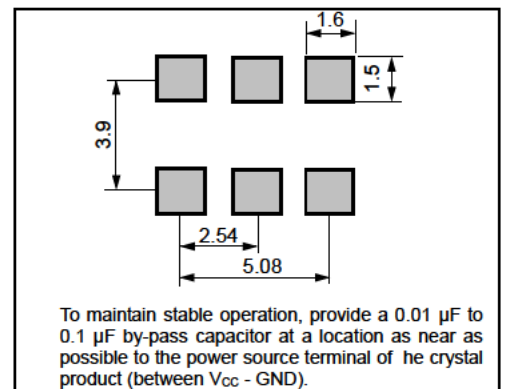 1.6
1.5
3.9
2.54
5.08
To maintain stable operation, provide a 0.01 µF to
0.1 µF by-pass capacitor at a location as near as
possible to the power source terminal of he crystal
product (between Vcc - GND).